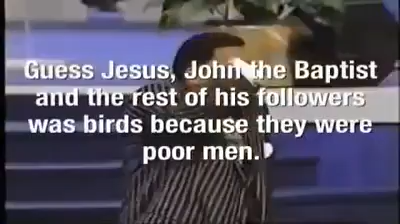 Guess Jesus, John the Baptist
and the rest of his followers
was birds because they were
poor men.